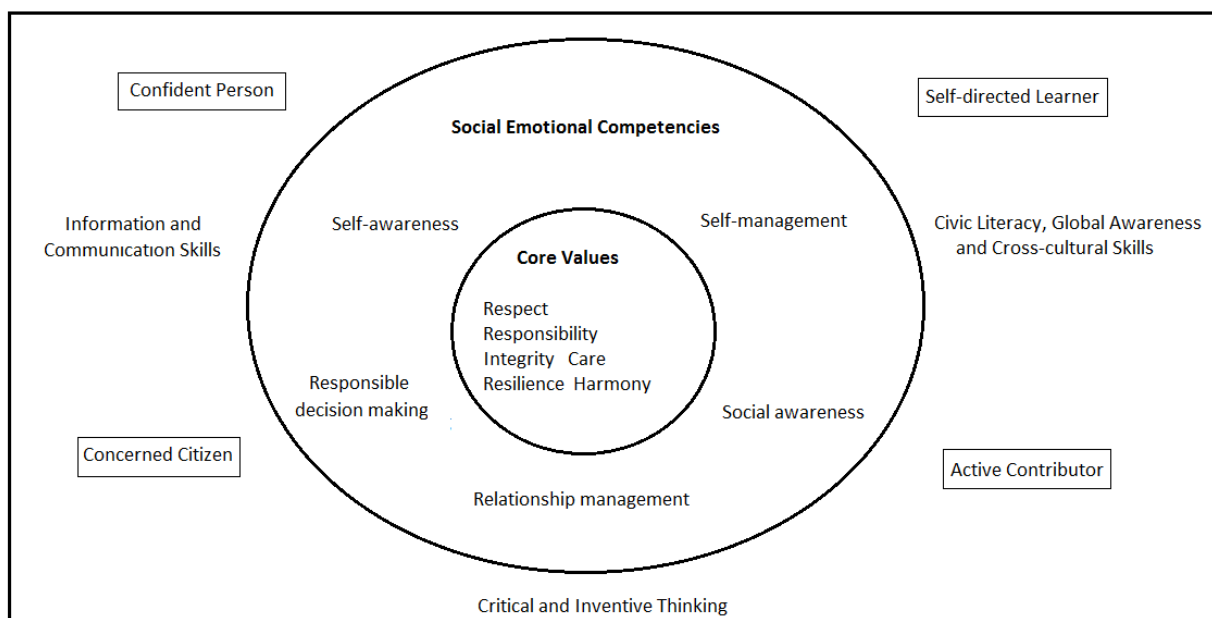 Confident Person
Self-directed Learner
Social Emotional Competencies
Information and
Communication Skills
Self-awareness
Self-management
Civic Literacy, Global Awareness
and Cross-cultural Skills
Core Values
Respect
Responsibility
Integrity Care
Resilience Harmony
Responsible
decision making
Social awareness
Concerned Citizen
Active Contributor
Relationship management
Critical and Inventive Thinking